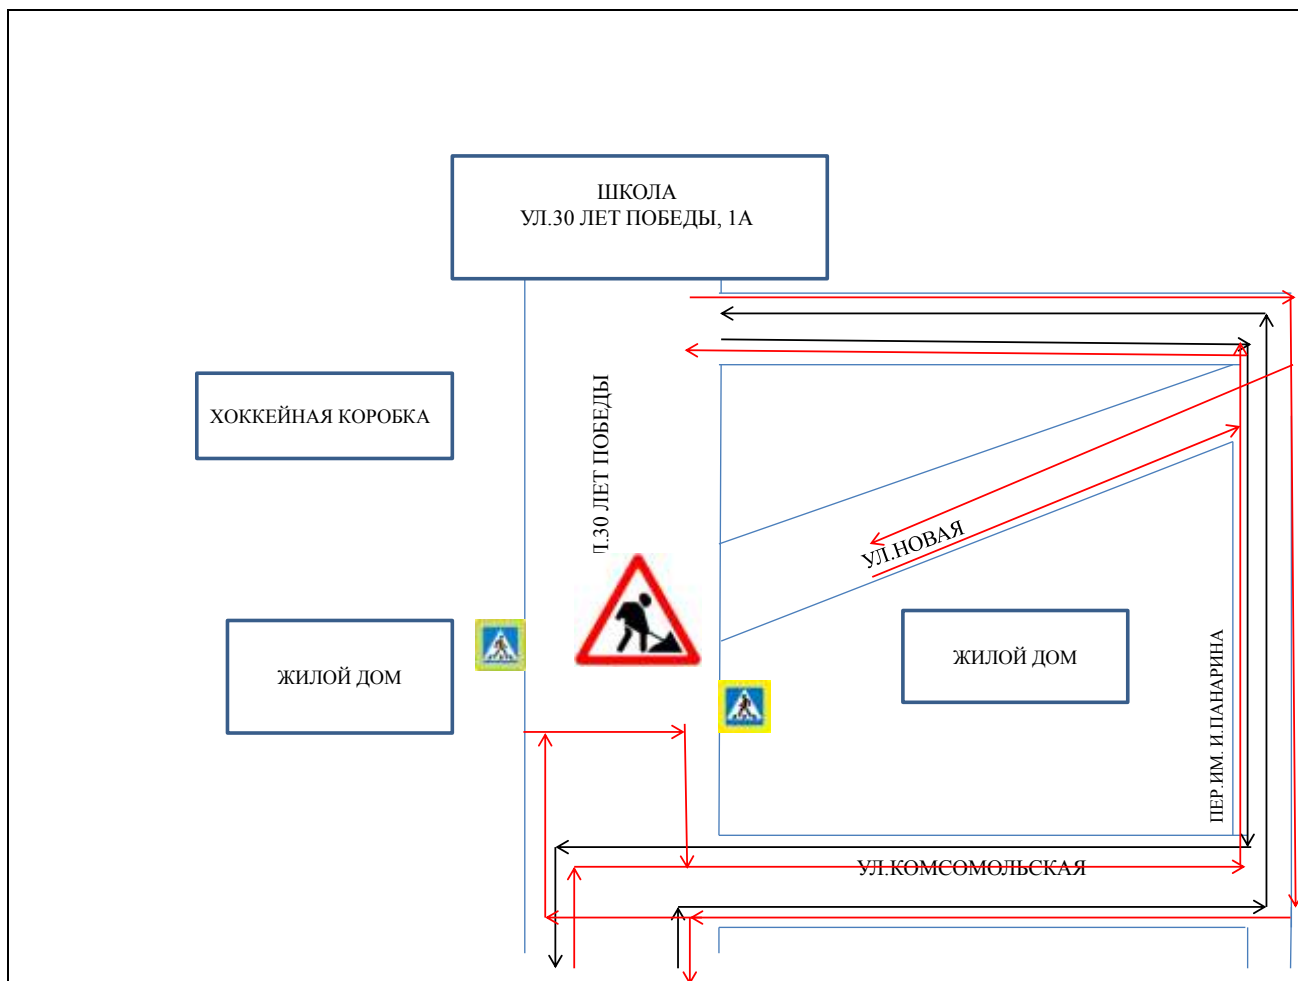 ШКОЛА
УЛ.30 ЛЕТ ПОБЕДЫ, 1А
ХОККЕЙНАЯ КОРОБКА
Л.30 ЛЕТ ПОБЕДЫ
УЛ.НОВАЯ
ЖИЛОЙ ДОМ
ЖИЛОЙ ДОМ
ПЕР.ИМ. И.ПАНАРИНА
УЛ.КОМСОМОЛЬСКАЯ